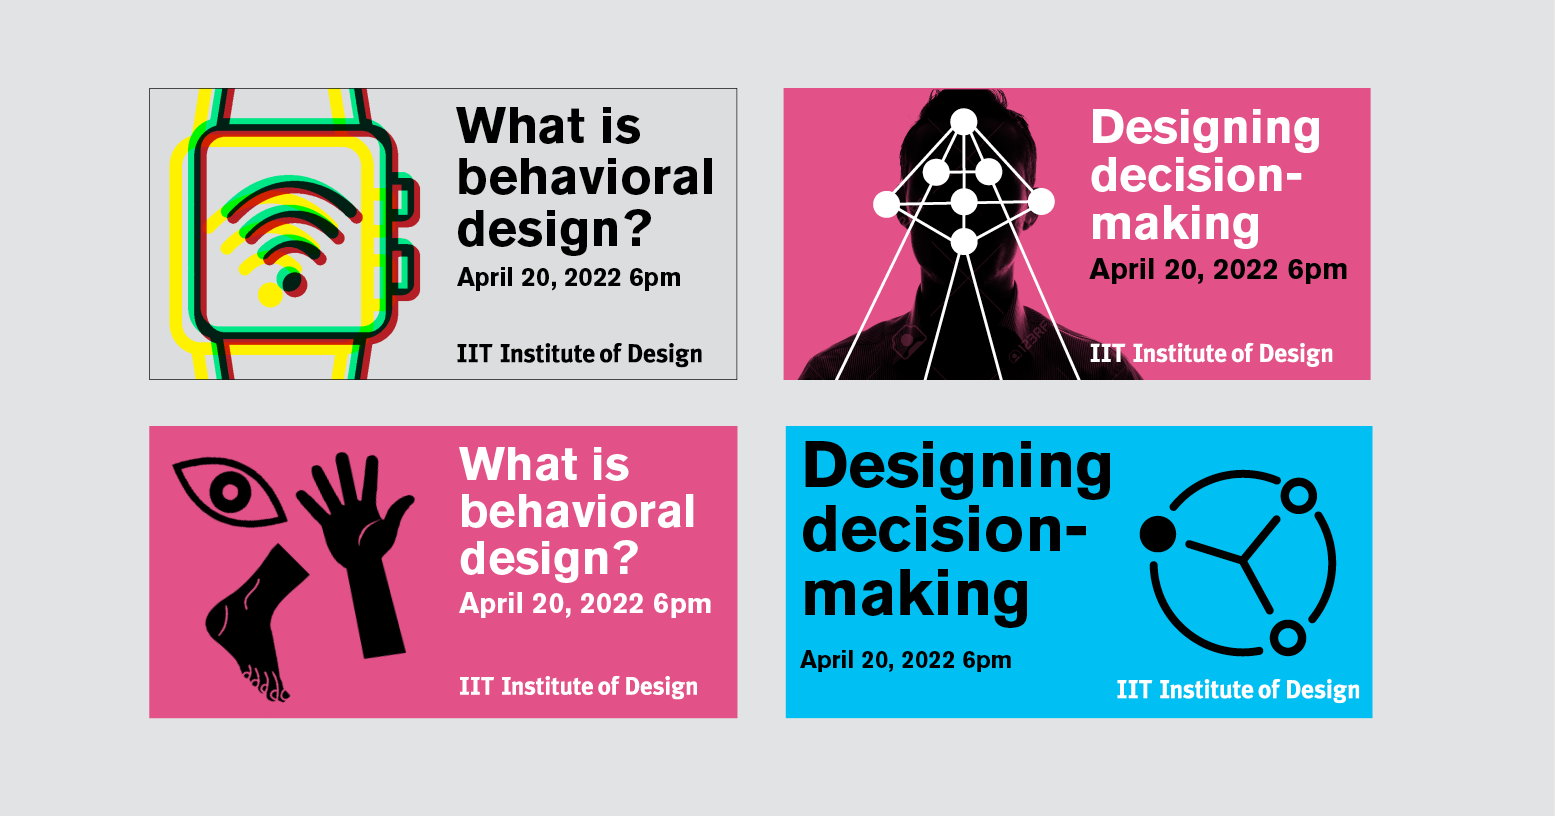 What is
behavioral
design?
April 20, 2022 6pm
IIT Institute of Design
Designing
decision-
making
April 20, 2022 6pm
123RF
IIT Institute of Design
What is
behavioral
design?
April 20, 2022 6pm
IIT Institute of Design
Designing
decision-
making
April 20, 2022 6pm
IIT Institute of Design